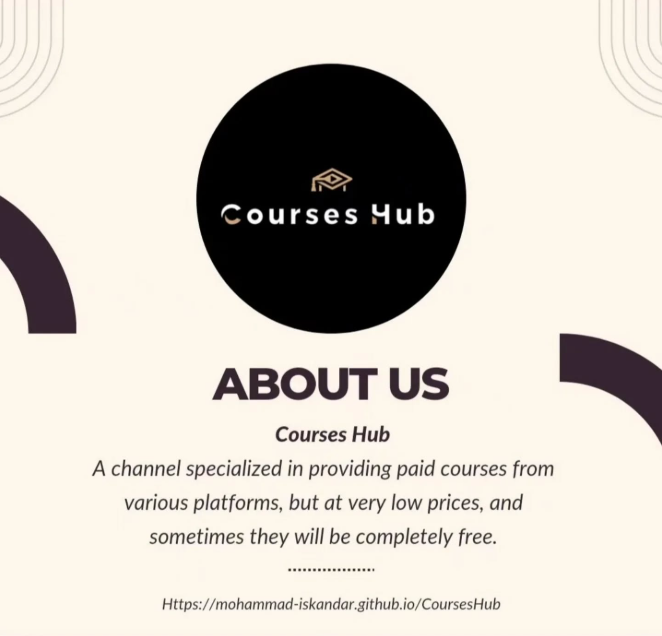 Courses Hub
ABOUT US
Courses Hub
A channel specialized in providing paid courses from
various platforms, but at very low prices, and
sometimes they will be completely free.
Https://mohammad-iskandar.github.io/CoursesHub